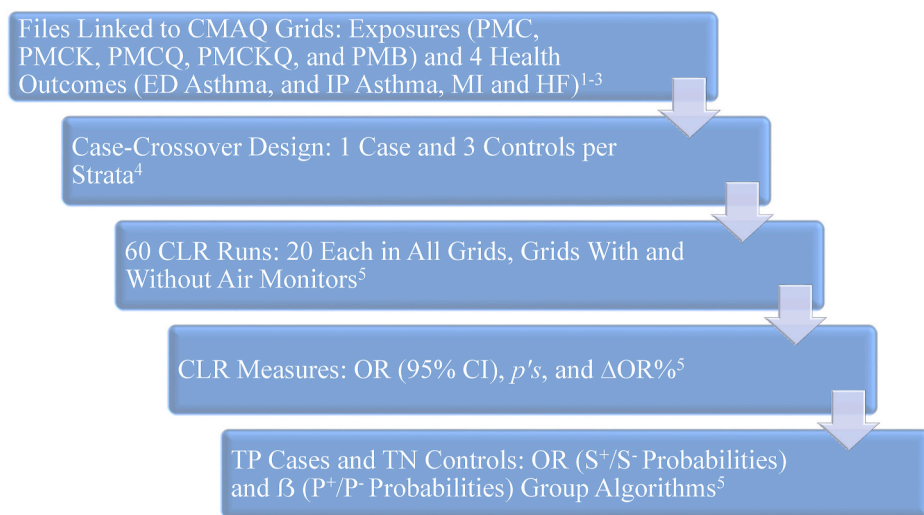 Files Linked to CMAQ Grids: Exposures (PMC,
PMCK, PMCQ, PMCKQ, and PMB) and 4 Health
Outcomes (ED Asthma, and IP Asthma, MI and HF)¹⁻³
Case-Crossover Design: 1 Case and 3 Controls per
Strata⁴
60 CLR Runs: 20 Each in All Grids, Grids With and
Without Air Monitors⁵
CLR Measures: OR (95% CI), p's, and ΔOR%⁵
TP Cases and TN Controls: OR (S⁺/S⁻ Probabilities)
and ß (P⁺/P⁻ Probabilities) Group Algorithms⁵